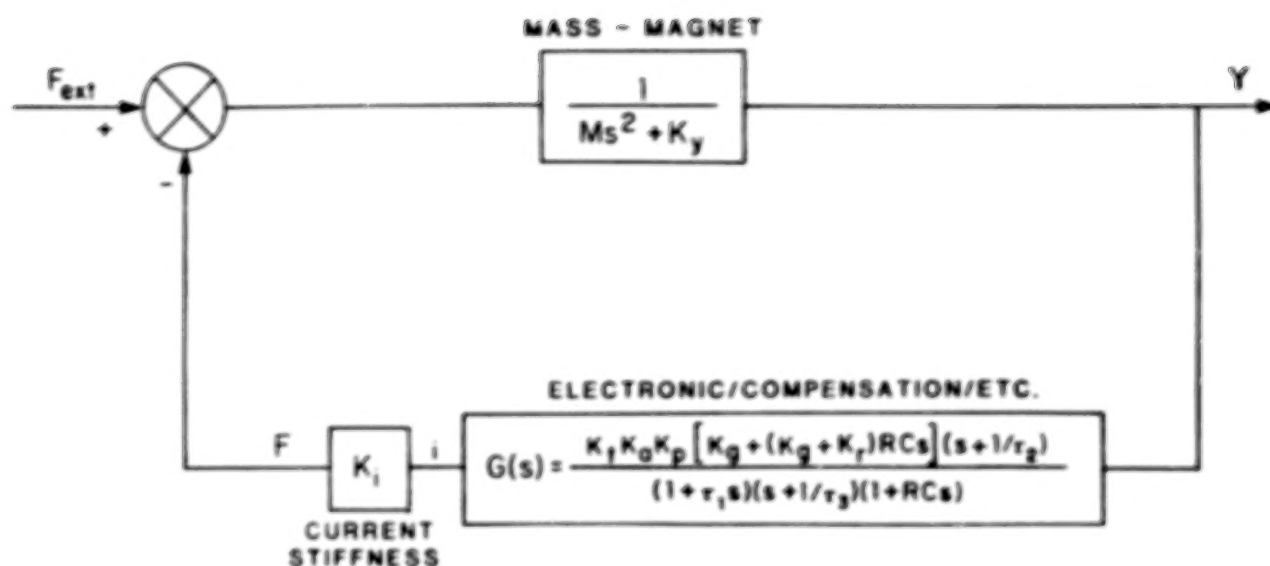 MASS - MAGNET
F_ext
+
-
1
Ms² + K_y
Y
ELECTRONIC/COMPENSATION/ETC.
F
K_i
i
G(s) = K_t K_a K_p [K_g + (K_g + K_r)RCs](s + 1/τ_2)
(1 + τ_1 s)(s + 1/τ_3)(1 + RCs)
CURRENT
STIFFNESS